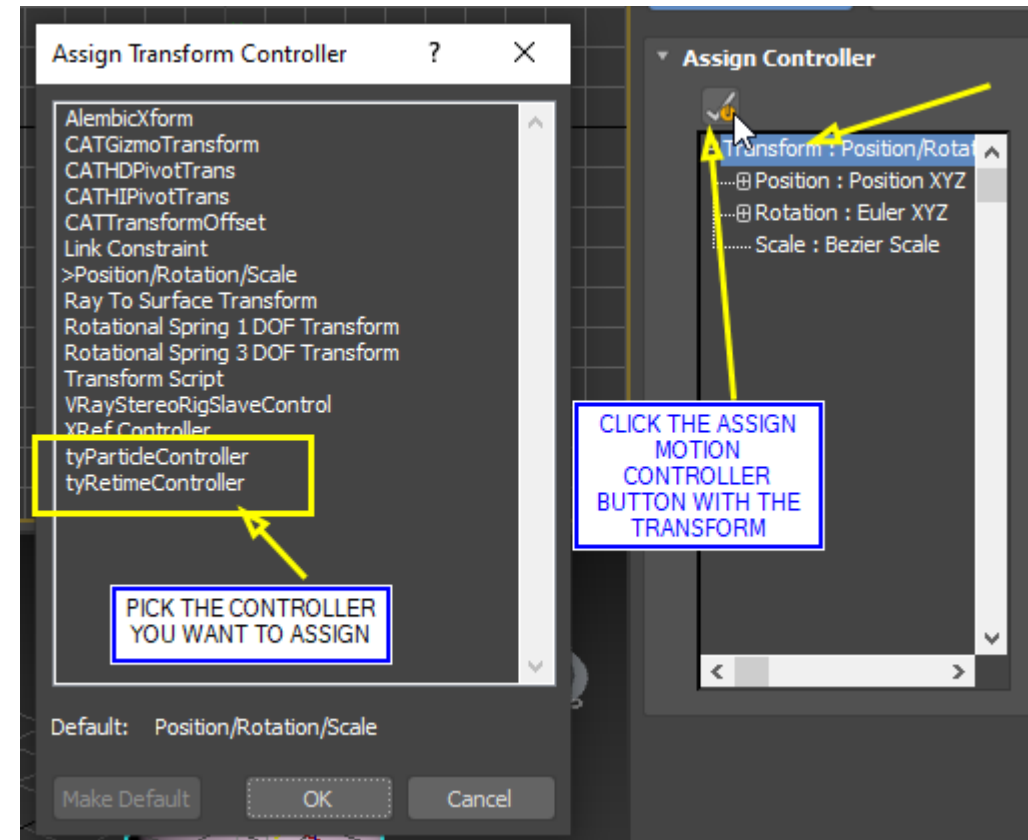 Assign Transform Controller ?
AlembicXform
CATGizmoTransform
CATHDPivotTrans
CATHIPivotTrans
CATTransformOffset
Link Constraint
>Position/Rotation/Scale
Ray To Surface Transform
Rotational Spring 1 DOF Transform
Rotational Spring 3 DOF Transform
Transform Script
VRayStereoRigSlaveControl
XRef Controller
tyParticleController
tyRetimeController
PICK THE CONTROLLER
YOU WANT TO ASSIGN
Default: Position/Rotation/Scale
Make Default
OK
Cancel
Assign Controller
Transform : Position/Rotat
Position : Position XYZ
Rotation : Euler XYZ
Scale : Bezier Scale
CLICK THE ASSIGN
MOTION
CONTROLLER
BUTTON WITH THE
TRANSFORM